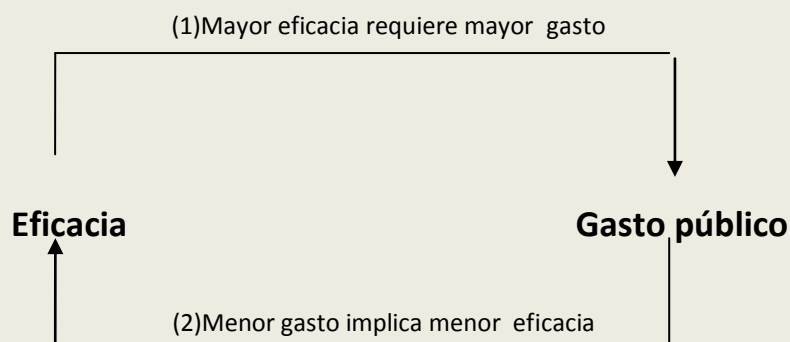 (1)Mayor eficacia requiere mayor gasto
Eficacia
Gasto público
(2)Menor gasto implica menor eficacia